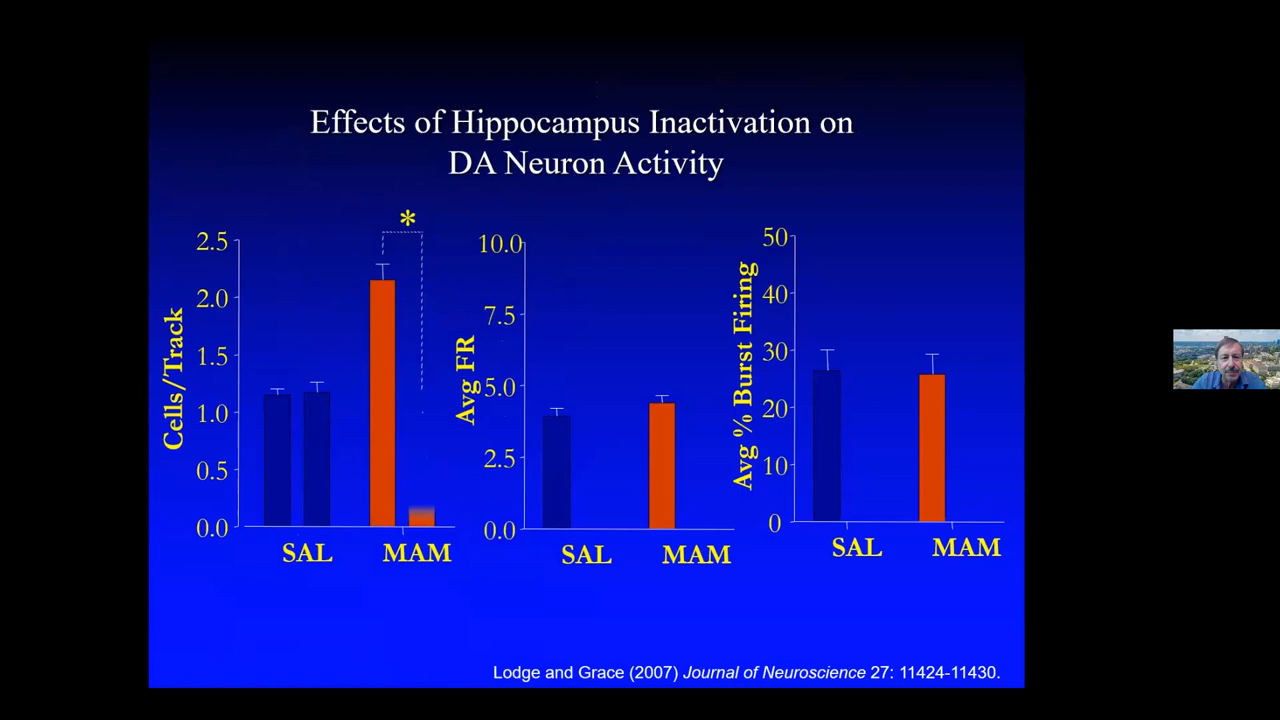 Effects of Hippocampus Inactivation on
DA Neuron Activity
*
Cells/Track
2.5
2.0
1.5
1.0
0.5
0.0
SAL MAM
Avg FR
10.0
7.5
5.0
2.5
0.0
SAL MAM
Avg % Burst Firing
50
40
30
20
10
0
SAL MAM
Lodge and Grace (2007) Journal of Neuroscience 27: 11424-11430.